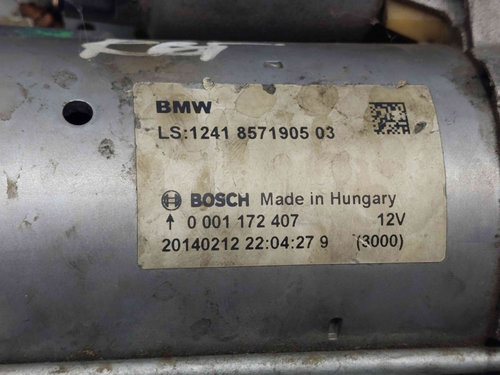 BMW
LS:1241 8571905 03
BOSCH Made in Hungary
↑ 0 001 172 407 12V
20140212 22:04:27 9 (3000)